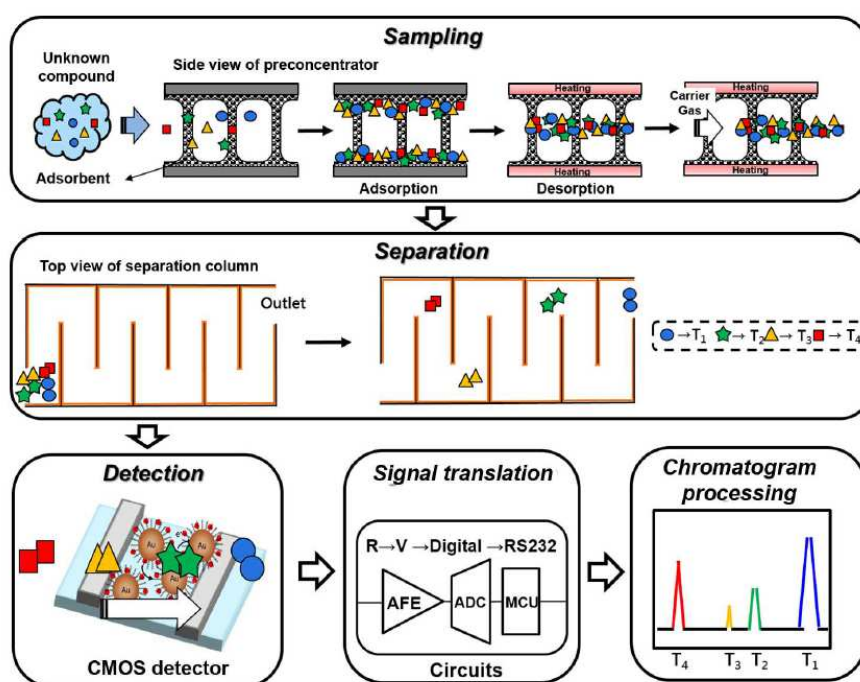 Sampling
Unknown
compound
Side view of preconcentrator
Adsorbent
Adsorption
Heating
Heating
Desorption
Carrier
Gas
Heating
Heating
Separation
Top view of separation column
Outlet
→T1 →T2 →T3 →T4
Detection
Au
Au
Au
Au
e-
CMOS detector
Signal translation
R→V →Digital →RS232
AFE
ADC
MCU
Circuits
Chromatogram
processing
T4 T3 T2 T1